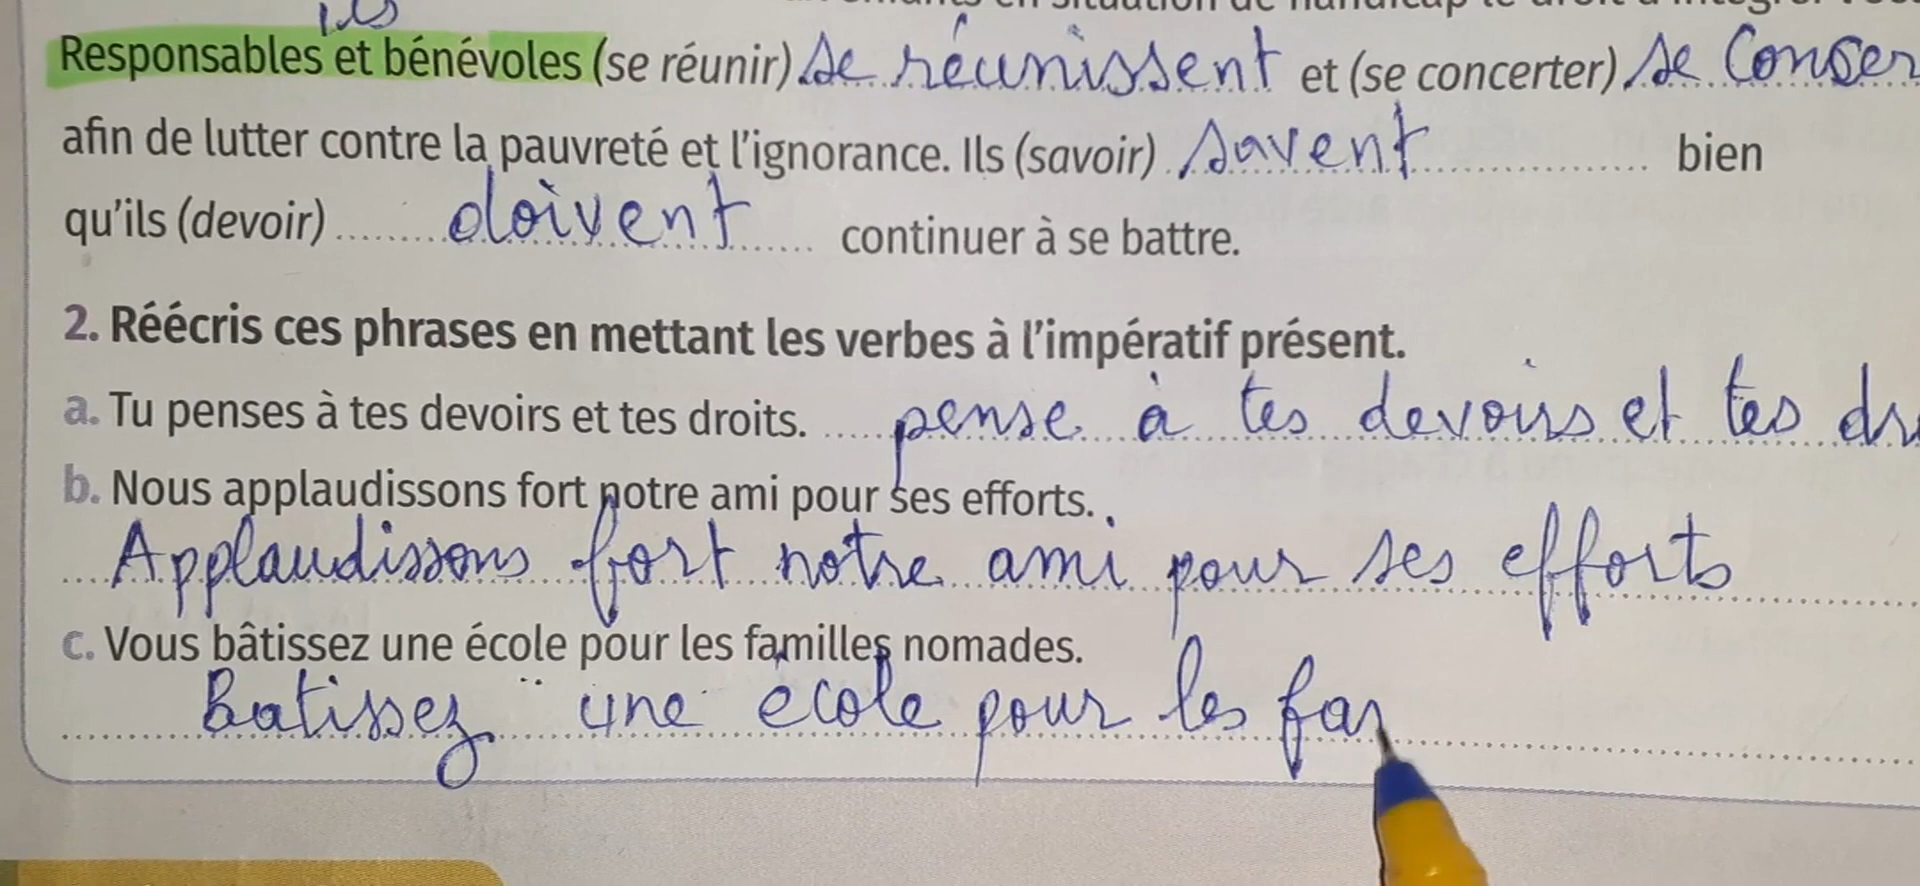 ils
Responsables et bénévoles (se réunir) se réunissent et (se concerter) se Conser
afin de lutter contre la pauvreté et l'ignorance. Ils (savoir) savent bien
qu'ils (devoir) doivent continuer à se battre.
2. Réécris ces phrases en mettant les verbes à l'impératif présent.
a. Tu penses à tes devoirs et tes droits. pense à tes devoirs et tes dr
b. Nous applaudissons fort notre ami pour ses efforts.
Applaudissons fort notre ami pour ses efforts
c. Vous bâtissez une école pour les familles nomades.
Batissez une école pour les fam